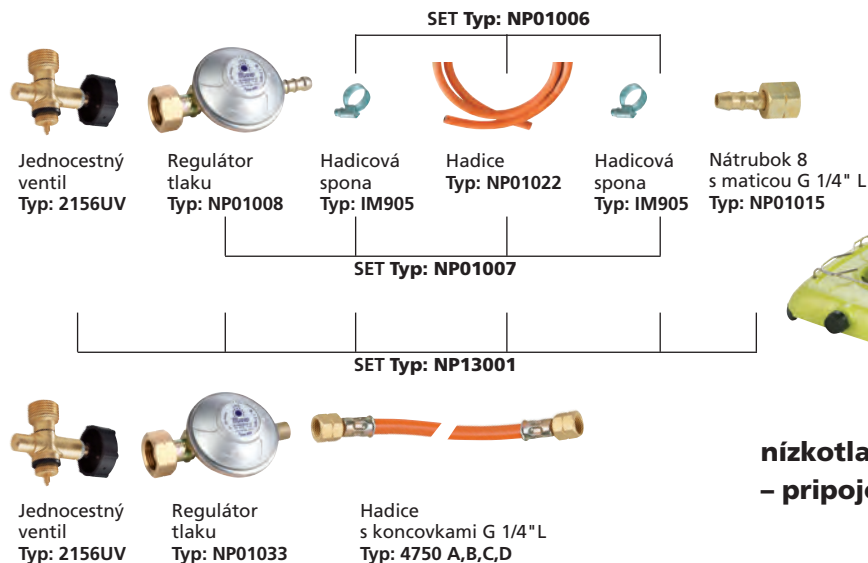 SET Typ: NP01006
Jednocestný
ventil
Typ: 2156UV
Regulátor
tlaku
Typ: NP01008
Hadicová
spona
Typ: IM905
Hadice
Typ: NP01022
Hadicová
spona
Typ: IM905
Nátrubok 8
s maticou G 1/4" L
Typ: NP01015
SET Typ: NP01007
SET Typ: NP13001
Jednocestný
ventil
Typ: 2156UV
Regulátor
tlaku
Typ: NP01033
Hadice
s koncovkami G 1/4"L
Typ: 4750 A,B,C,D
nízkotla
– pripoj